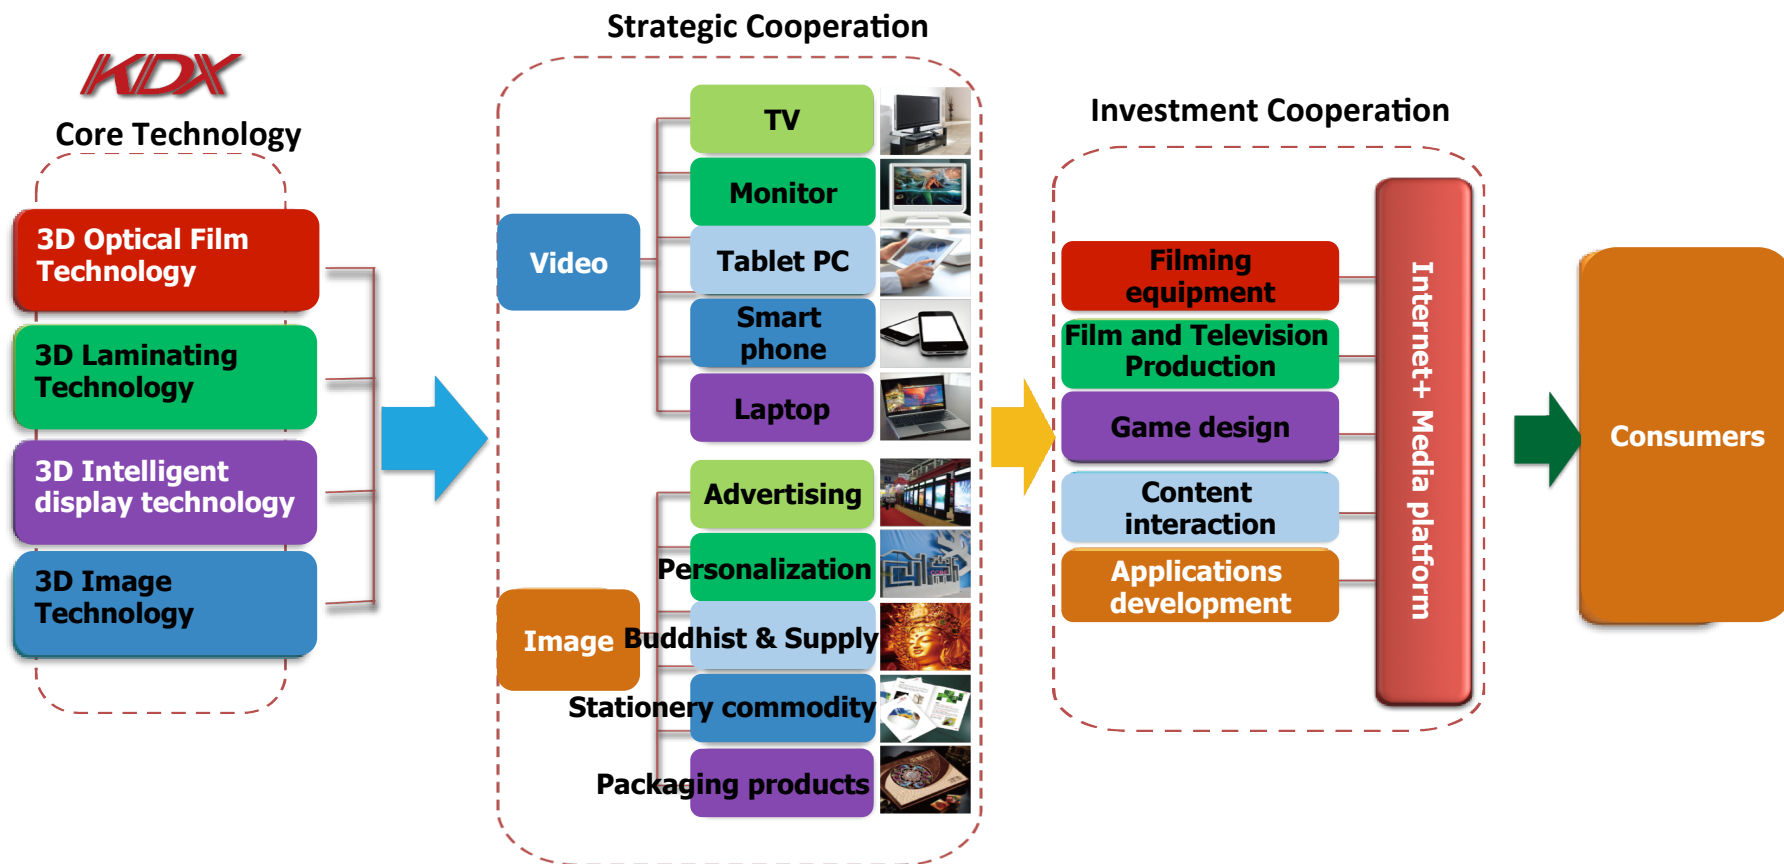 KDX
Core Technology
3D Optical Film
Technology
3D Laminating
Technology
3D Intelligent
display technology
3D Image
Technology
Strategic Cooperation
Video
TV
Monitor
Tablet PC
Smart
phone
Laptop
Image
Advertising
Personalization
Buddhist & Supply
Stationery commodity
Packaging products
Investment Cooperation
Filming
equipment
Film and Television
Production
Game design
Content
interaction
Applications
development
Internet+ Media platform
Consumers